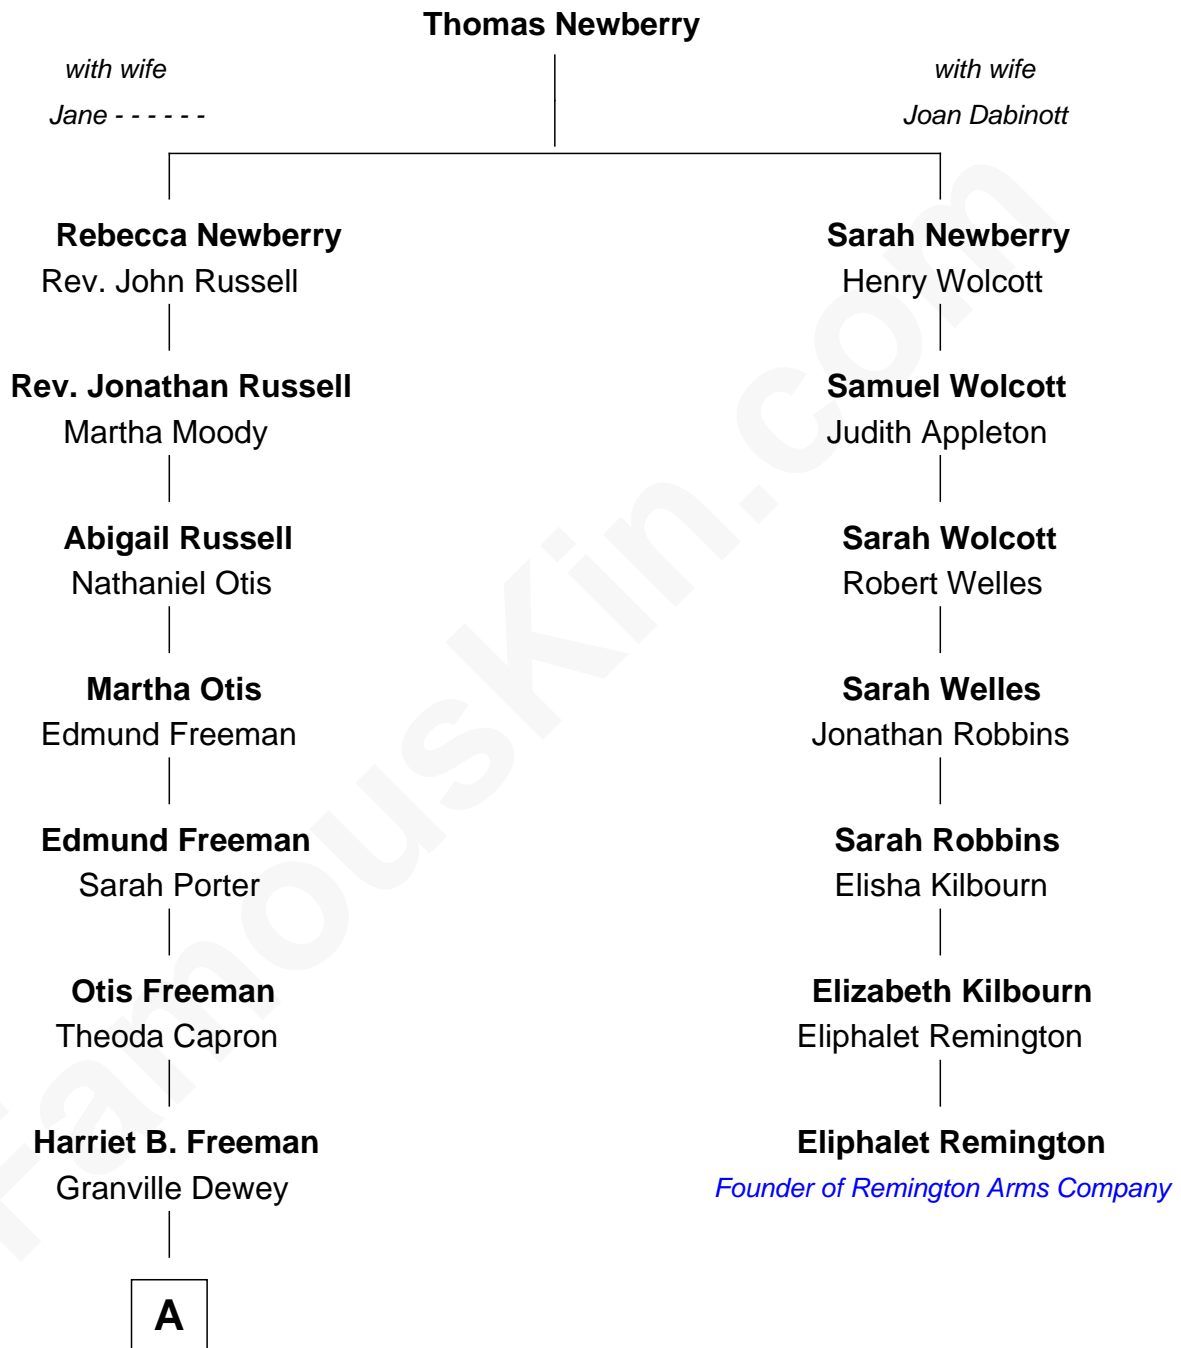 Thomas Newberry
with wife
Jane - - - - - -
with wife
Joan Dabinott
Rebecca Newberry
Rev. John Russell
Sarah Newberry
Henry Wolcott
Rev. Jonathan Russell
Martha Moody
Samuel Wolcott
Judith Appleton
Abigail Russell
Nathaniel Otis
Sarah Wolcott
Robert Welles
Martha Otis
Edmund Freeman
Sarah Welles
Jonathan Robbins
Edmund Freeman
Sarah Porter
Sarah Robbins
Elisha Kilbourn
Otis Freeman
Theoda Capron
Elizabeth Kilbourn
Eliphalet Remington
Harriet B. Freeman
Granville Dewey
Eliphalet Remington
Founder of Remington Arms Company
A
FamousKin.com